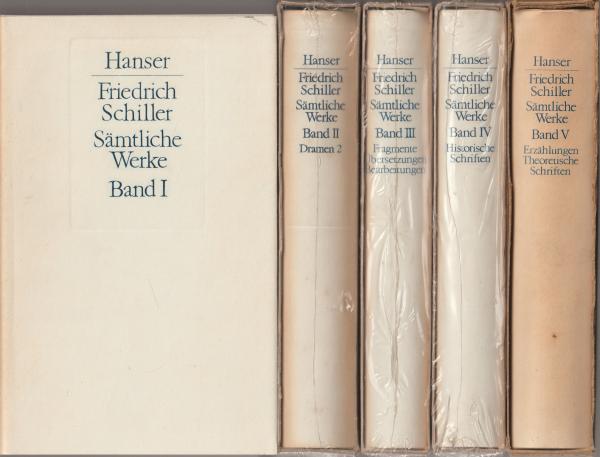 Hanser
Friedrich
Schiller
Sämtliche
Werke
Band I
Hanser
Friedrich
Schiller
Sämtliche
Werke
Band II
Dramen 2
Hanser
Friedrich
Schiller
Sämtliche
Werke
Band III
Fragmente
Übersetzungen
Bearbeitungen
Hanser
Friedrich
Schiller
Sämtliche
Werke
Band IV
Historische
Schriften
Hanser
Friedrich
Schiller
Sämtliche
Werke
Band V
Erzählungen
Theoretische
Schriften